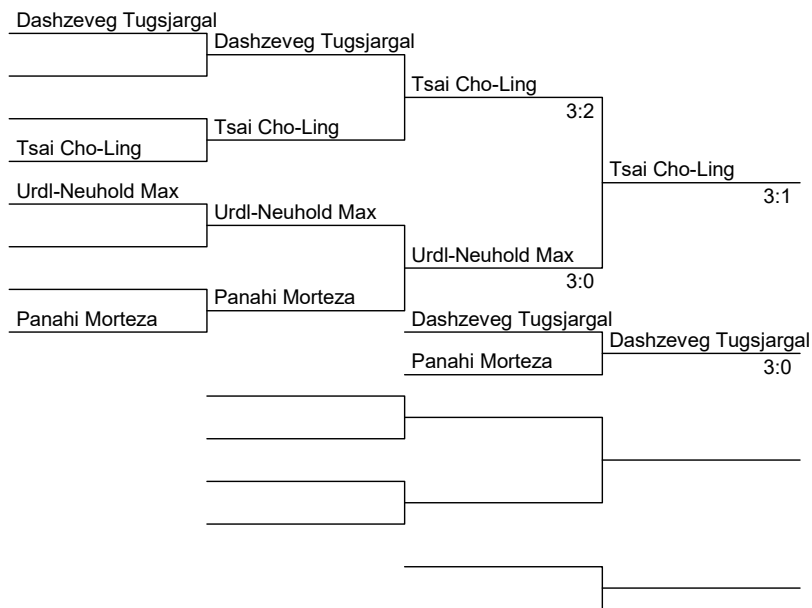 Dashzeveg Tugsjargal
Dashzeveg Tugsjargal
Tsai Cho-Ling
3:2
Tsai Cho-Ling
Tsai Cho-Ling
Tsai Cho-Ling
3:1
Urdl-Neuhold Max
Urdl-Neuhold Max
Urdl-Neuhold Max
3:0
Panahi Morteza
Panahi Morteza
Dashzeveg Tugsjargal
Dashzeveg Tugsjargal
Panahi Morteza
3:0